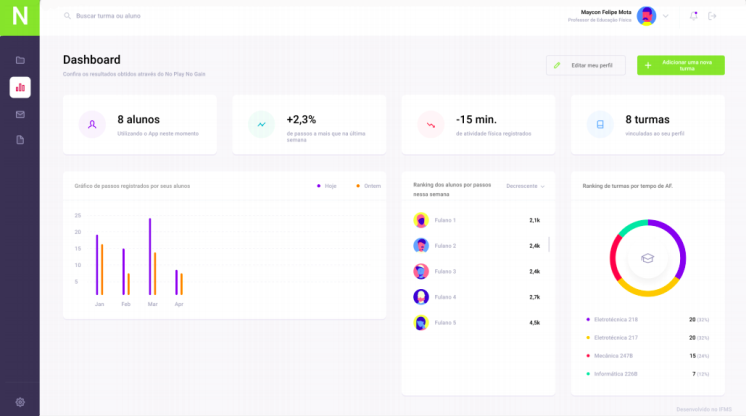 N
Buscar turma ou aluno
Maycon Felipe Mota
Professor de Educação Física
Dashboard
Confira os resultados obtidos através do No Play No Gain
Editar meu perfil
Adicionar uma nova
turma
8 alunos
Utilizando o App neste momento
+2,3%
de passos a mais que na última
semana
-15 min.
de atividade física registrados
8 turmas
vinculadas ao seu perfil
Gráfico de passos registrados por seus alunos
Hoje
Ontem
25
20
15
10
5
Jan
Feb
Mar
Apr
Ranking dos alunos por passos
nessa semana
Decrescente
Fulano 1
2,1k
Fulano 2
2,4k
Fulano 3
2,4k
Fulano 4
2,7k
Fulano 5
4,5k
Ranking de turmas por tempo de AF.
Eletrotécnica 218
20 (32%)
Eletrotécnica 217
20 (32%)
Mecânica 247B
15 (24%)
Informática 226B
7 (12%)
Desenvolvido no IFMS